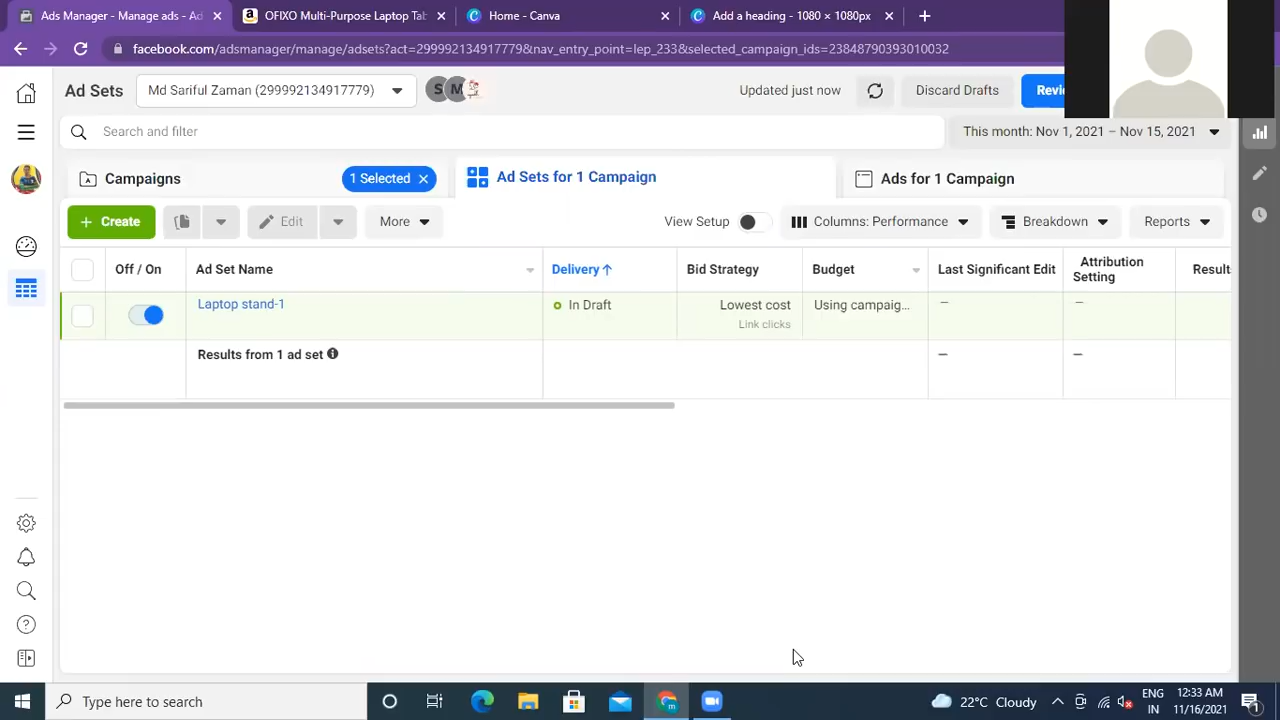 Ads Manager - Manage ads - Ad
OFIXO Multi-Purpose Laptop Tab
Home - Canva
Add a heading - 1080 × 1080px
facebook.com/adsmanager/manage/adsets?act=299992134917779&nav_entry_point=lep_233&selected_campaign_ids=23848790393010032
Ad Sets
Md Sariful Zaman (299992134917779)
S
M
Updated just now
Discard Drafts
Revi
Search and filter
This month: Nov 1, 2021 – Nov 15, 2021
Campaigns
1 Selected
Ad Sets for 1 Campaign
Ads for 1 Campaign
+ Create
Edit
More
View Setup
Columns: Performance
Breakdown
Reports
Off / On
Ad Set Name
Delivery↑
Bid Strategy
Budget
Last Significant Edit
Attribution
Setting
Result
Laptop stand-1
In Draft
Lowest cost
Link clicks
Using campaig...
—
—
Results from 1 ad set
—
—
Type here to search
22°C Cloudy
ENG
IN
12:33 AM
11/16/2021
1